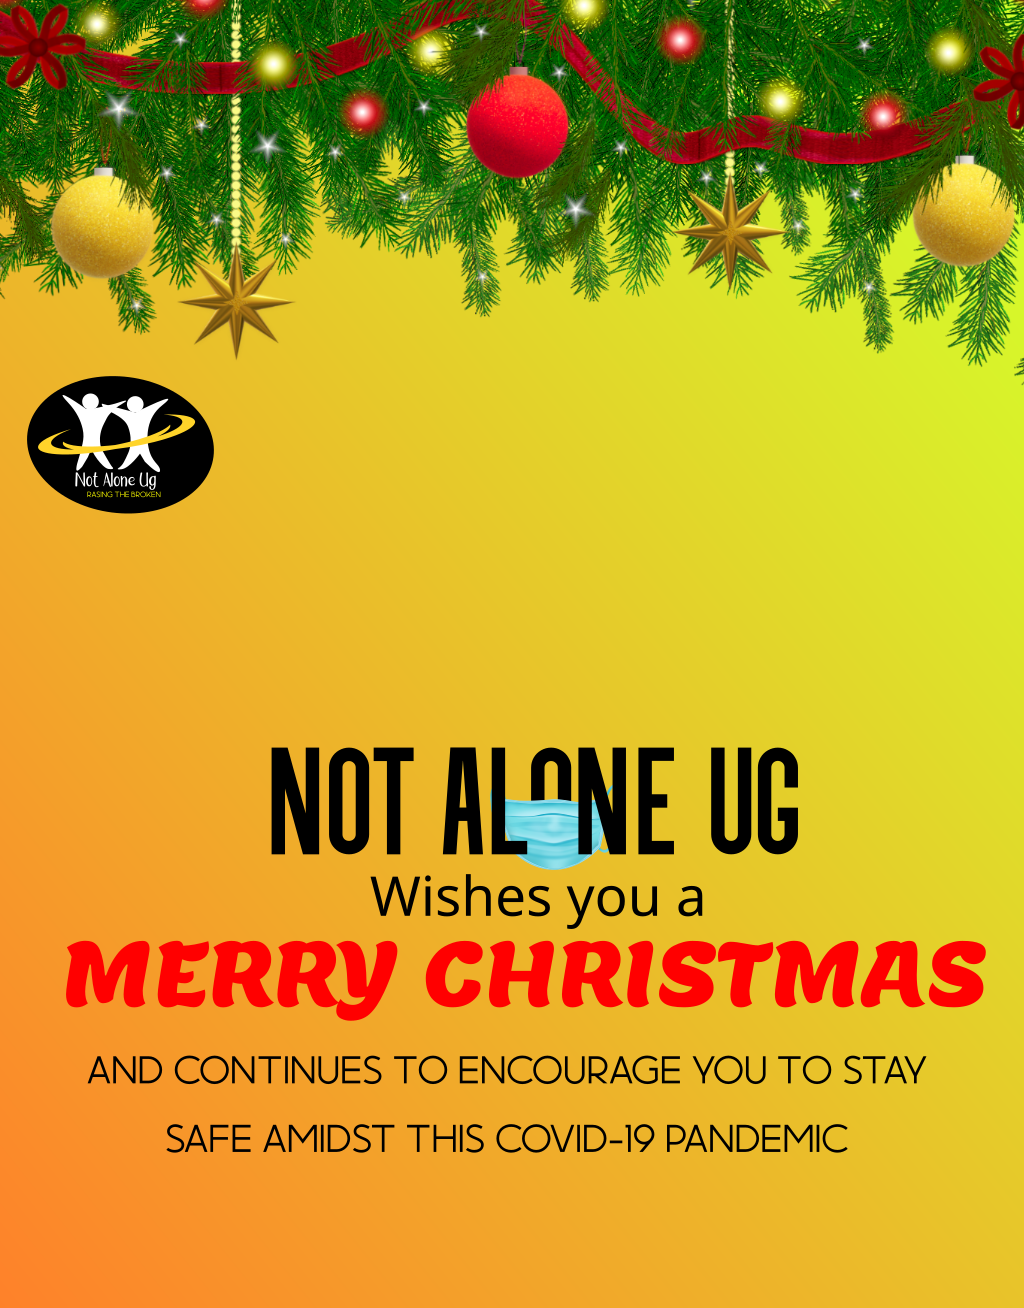 Not Alone Ug
RASING THE BROKEN
NOT ALONE UG
Wishes you a
MERRY CHRISTMAS
AND CONTINUES TO ENCOURAGE YOU TO STAY
SAFE AMIDST THIS COVID-19 PANDEMIC